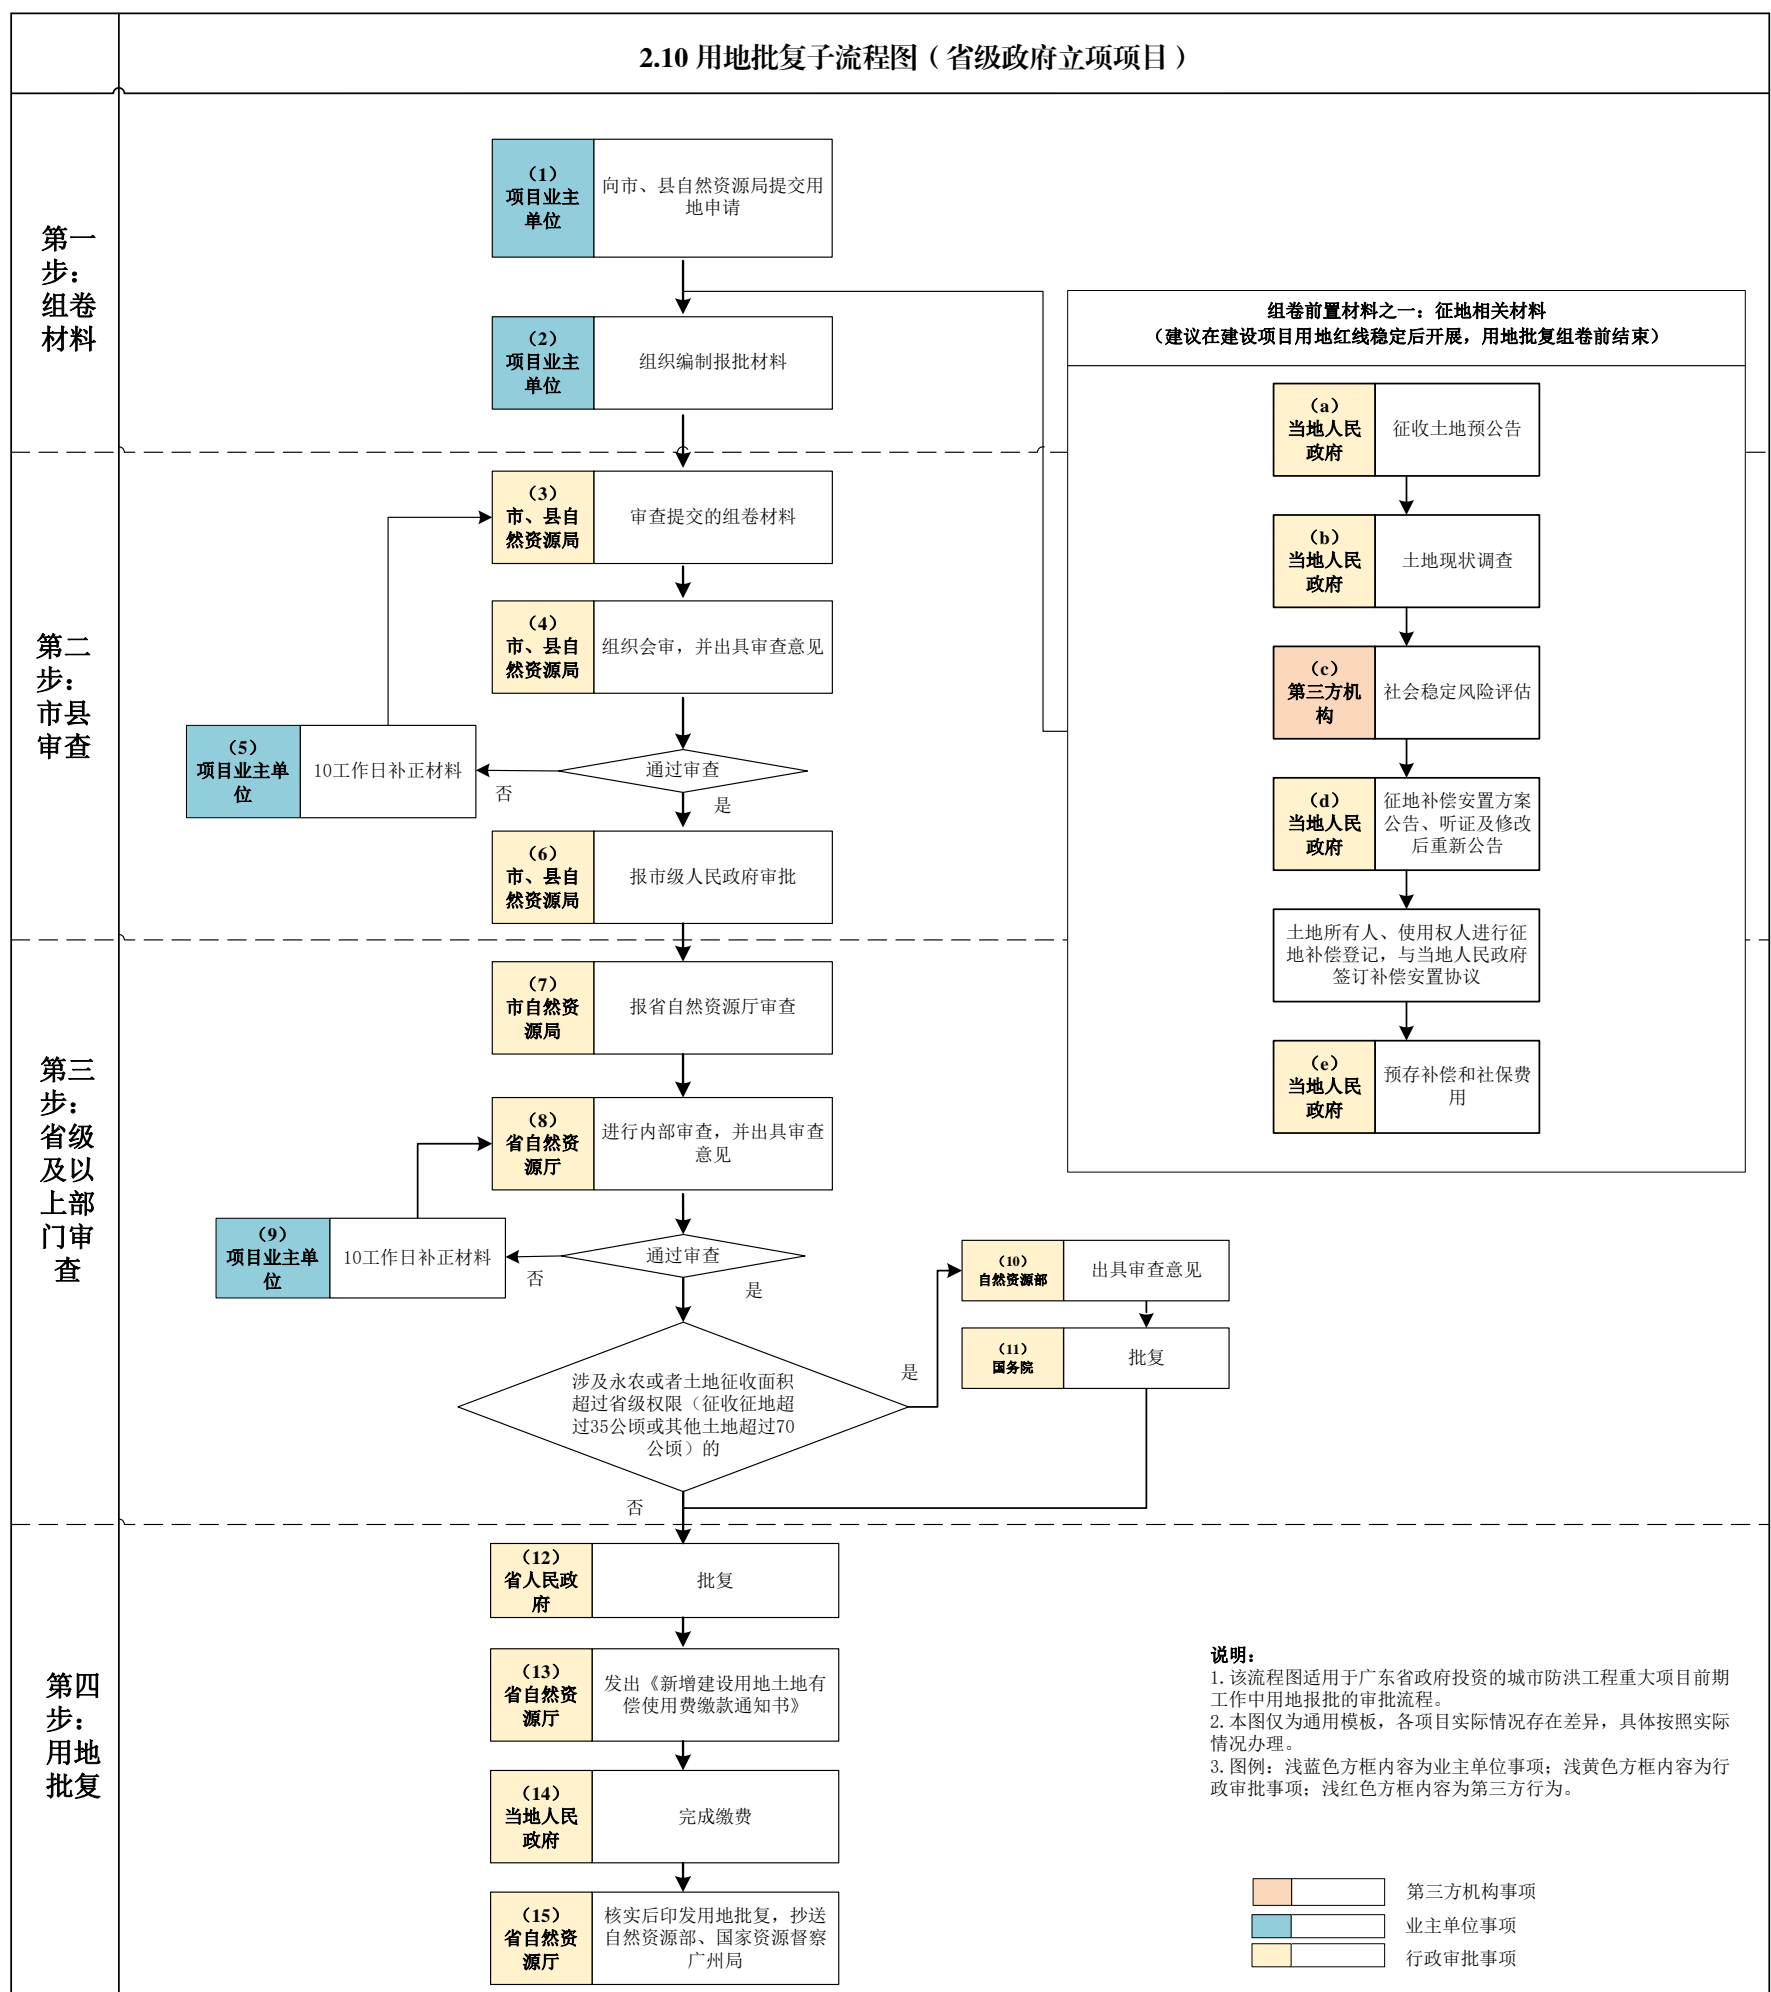 2.10 用地批复子流程图（省级政府立项项目）
第一
步：
组卷
材料
（1）
项目业主
单位
向市、县自然资源局提交用
地申请
（2）
项目业主
单位
组织编制报批材料
组卷前置材料之一：征地相关材料
（建议在建设项目用地红线稳定后开展，用地批复组卷前结束）
（a）
当地人民
政府
征收土地预公告
（b）
当地人民
政府
土地现状调查
（c）
第三方机
构
社会稳定风险评估
（d）
当地人民
政府
征地补偿安置方案
公告、听证及修改
后重新公告
土地所有人、使用权人进行征
地补偿登记，与当地人民政府
签订补偿安置协议
（e）
当地人民
政府
预存补偿和社保费
用
第二
步：
市县
审查
（3）
市、县自
然资源局
审查提交的组卷材料
（4）
市、县自
然资源局
组织会审，并出具审查意见
通过审查
否
是
（5）
项目业主单
位
10工作日补正材料
（6）
市、县自
然资源局
报市级人民政府审批
第三
步：
省级
及以
上部
门审
查
（7）
市自然资
源局
报省自然资源厅审查
（8）
省自然资
源厅
进行内部审查，并出具审查
意见
通过审查
否
是
（9）
项目业主单
位
10工作日补正材料
涉及永农或者土地征收面积
超过省级权限（征收征地超
过35公顷或其他土地超过70
公顷）的
是
否
（10）
自然资源部
出具审查意见
（11）
国务院
批复
第四
步：
用地
批复
（12）
省人民政
府
批复
（13）
省自然资
源厅
发出《新增建设用地土地有
偿使用费缴款通知书》
（14）
当地人民
政府
完成缴费
（15）
省自然资
源厅
核实后印发用地批复，抄送
自然资源部、国家资源督察
广州局
说明：
1.该流程图适用于广东省政府投资的城市防洪工程重大项目前期
工作中用地报批的审批流程。
2.本图仅为通用模板，各项目实际情况存在差异，具体按照实际
情况办理。
3.图例：浅蓝色方框内容为业主单位事项；浅黄色方框内容为行
政审批事项；浅红色方框内容为第三方行为。
第三方机构事项
业主单位事项
行政审批事项